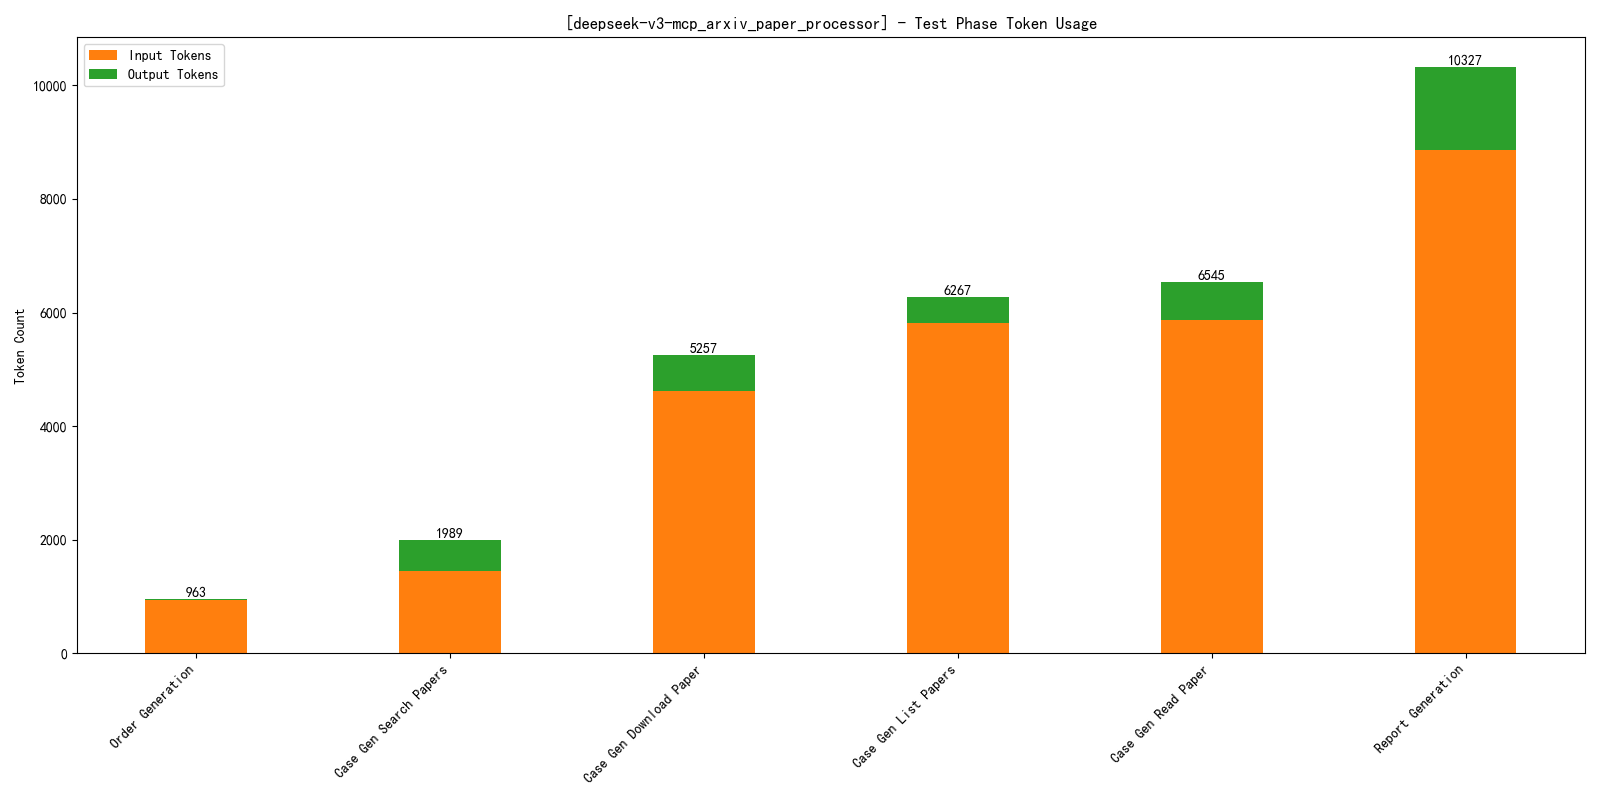 [deepseek-v3-mcp_arxiv_paper_processor] - Test Phase Token Usage
Input Tokens
Output Tokens
Token Count
10000
8000
6000
4000
2000
0
963
1989
5257
6267
6545
10327
Order Generation
Case Gen Search Papers
Case Gen Download Paper
Case Gen List Papers
Case Gen Read Paper
Report Generation